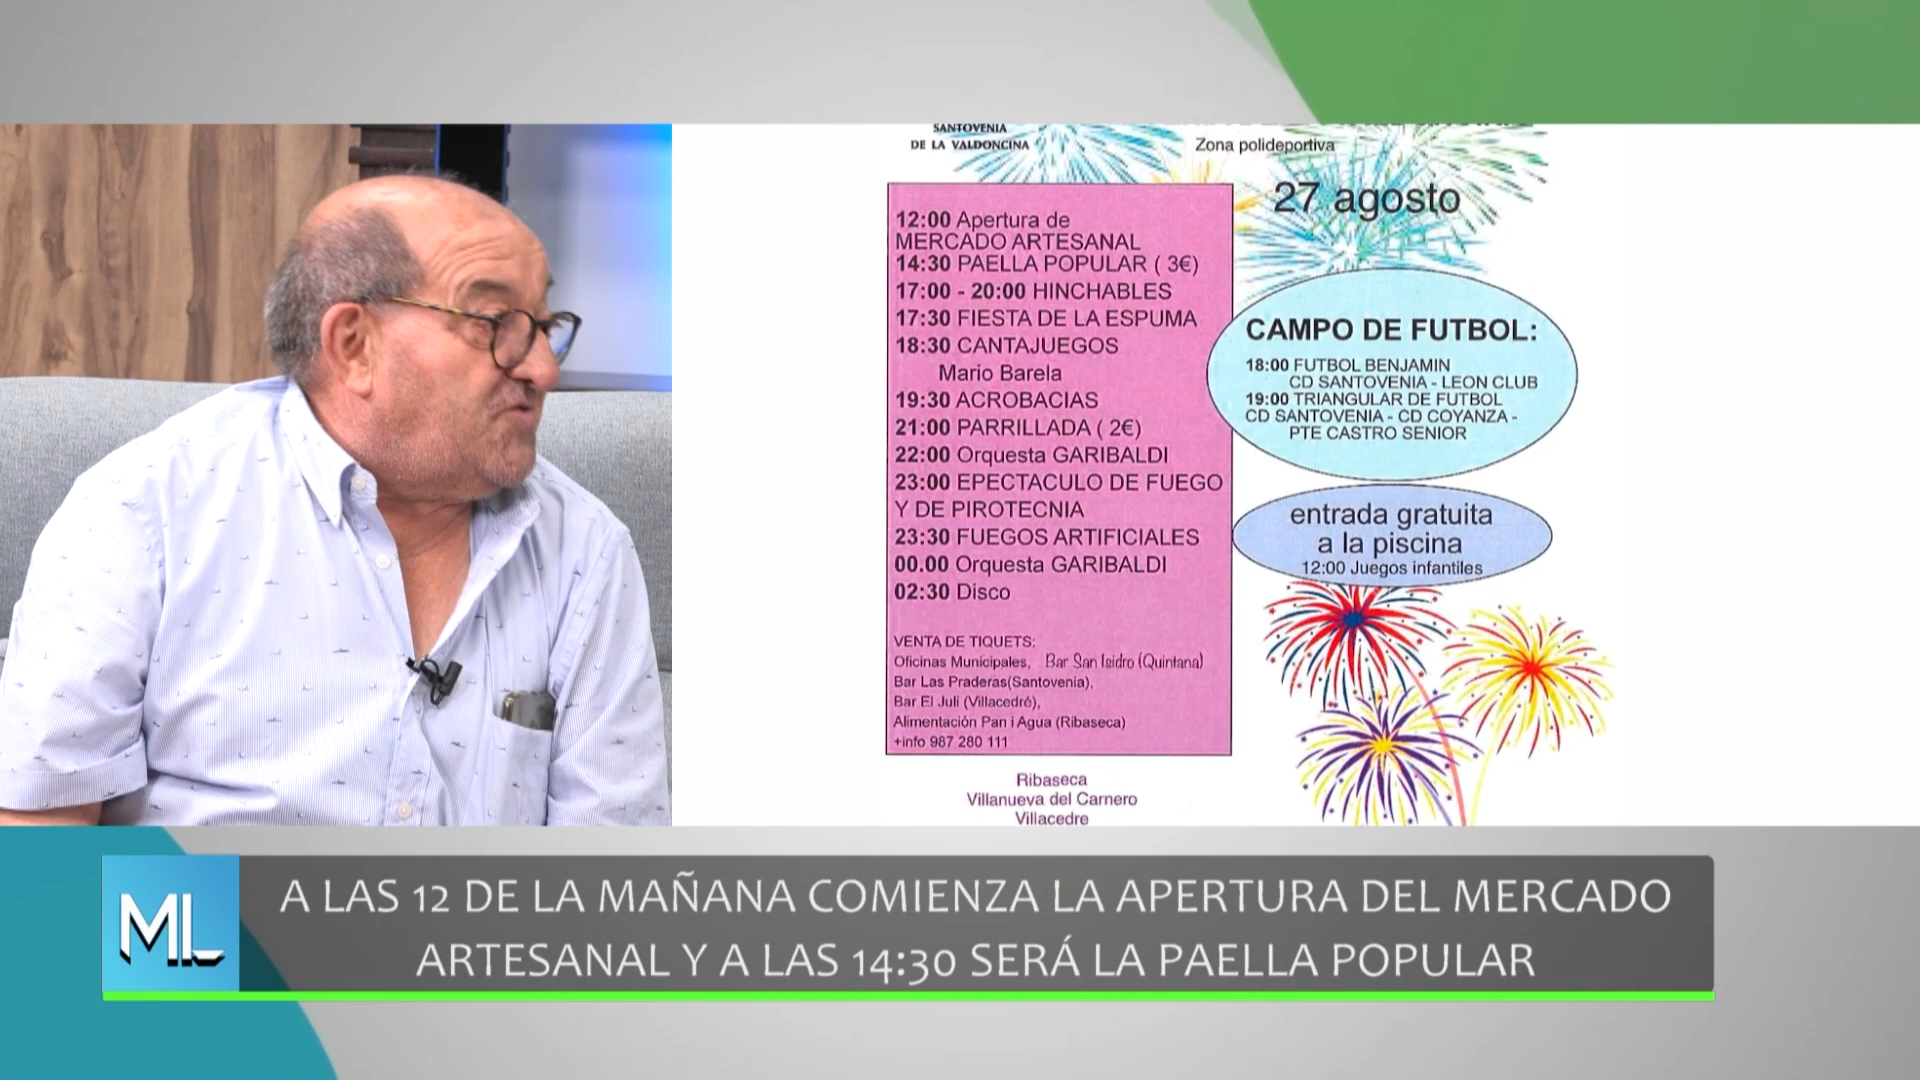 SANTOVENIA
DE LA VALDONCINA
Zona polideportiva
27 agosto
12:00 Apertura de
MERCADO ARTESANAL
14:30 PAELLA POPULAR ( 3€)
17:00 - 20:00 HINCHABLES
17:30 FIESTA DE LA ESPUMA
18:30 CANTAJUEGOS
Mario Barela
19:30 ACROBACIAS
21:00 PARRILLADA ( 2€)
22:00 Orquesta GARIBALDI
23:00 EPECTACULO DE FUEGO
Y DE PIROTECNIA
23:30 FUEGOS ARTIFICIALES
00.00 Orquesta GARIBALDI
02:30 Disco
VENTA DE TIQUETS:
Oficinas Municipales, Bar San Isidro (Quintana)
Bar Las Praderas(Santovenia),
Bar El Juli (Villacedré),
Alimentación Pan i Agua (Ribaseca)
+info 987 280 111
CAMPO DE FUTBOL:
18:00 FUTBOL BENJAMIN
CD SANTOVENIA - LEON CLUB
19:00 TRIANGULAR DE FUTBOL
CD SANTOVENIA - CD COYANZA -
PTE CASTRO SENIOR
entrada gratuita
a la piscina
12:00 Juegos infantiles
Ribaseca
Villanueva del Carnero
Villacedre
ML
A LAS 12 DE LA MAÑANA COMIENZA LA APERTURA DEL MERCADO
ARTESANAL Y A LAS 14:30 SERÁ LA PAELLA POPULAR